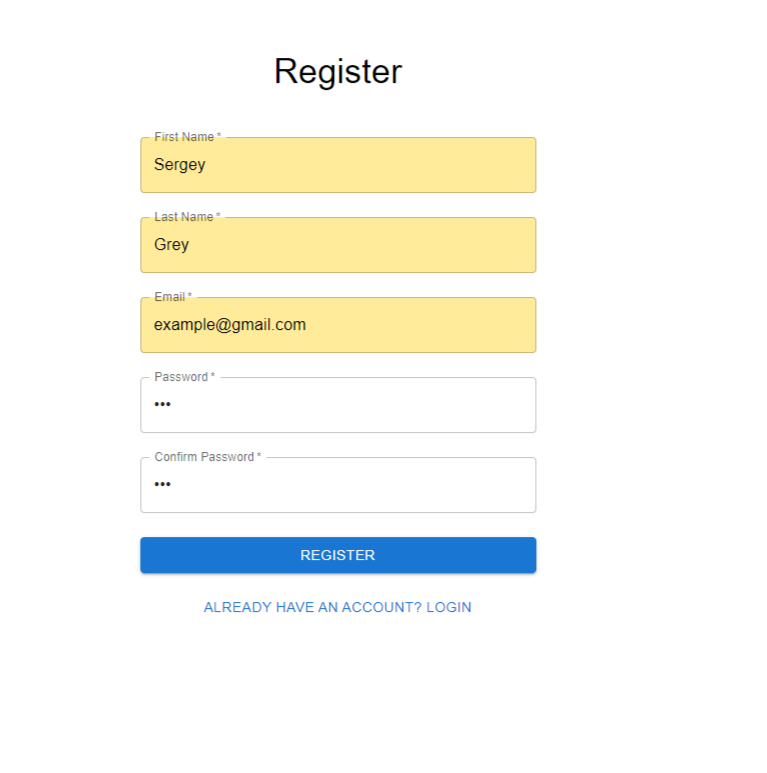 Register
First Name *
Sergey
Last Name *
Grey
Email *
example@gmail.com
Password *
•••
Confirm Password *
•••
REGISTER
ALREADY HAVE AN ACCOUNT? LOGIN